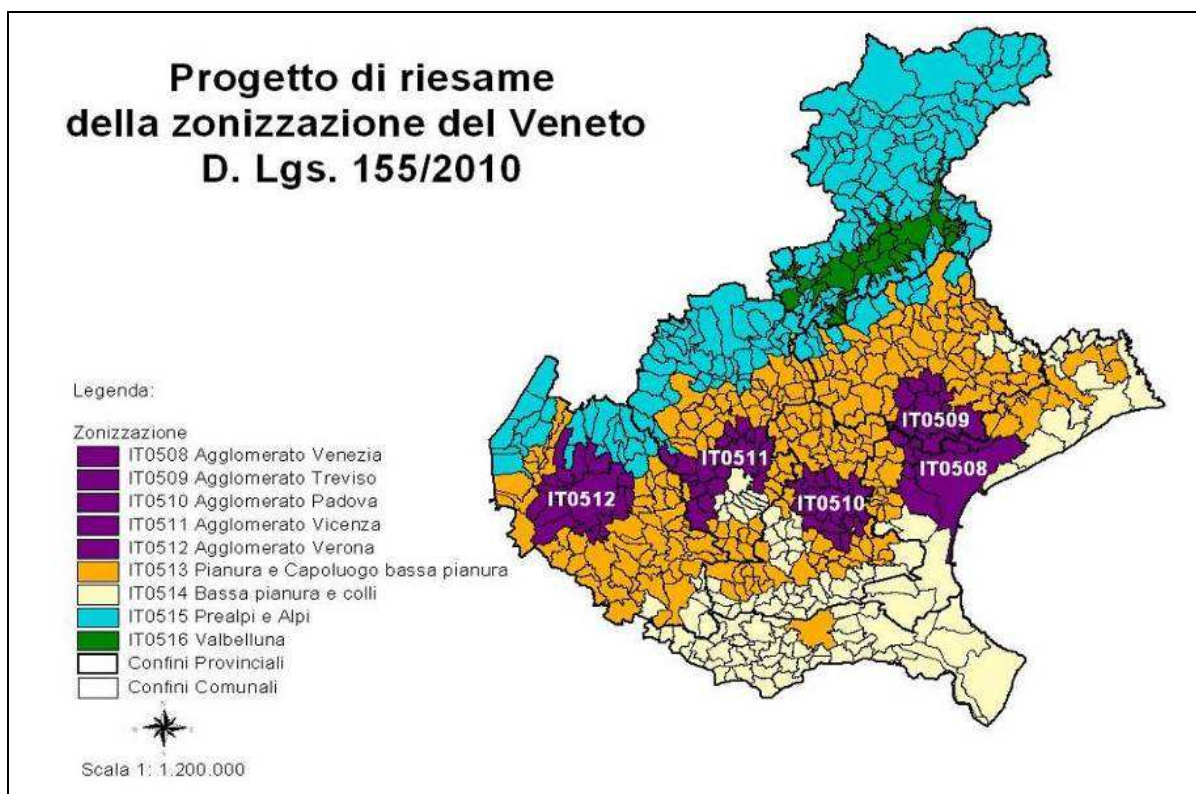 Progetto di riesame
della zonizzazione del Veneto
D. Lgs. 155/2010
Legenda:
Zonizzazione
IT0508 Agglomerato Venezia
IT0509 Agglomerato Treviso
IT0510 Agglomerato Padova
IT0511 Agglomerato Vicenza
IT0512 Agglomerato Verona
IT0513 Pianura e Capoluogo bassa pianura
IT0514 Bassa pianura e colli
IT0515 Prealpi e Alpi
IT0516 Valbelluna
Confini Provinciali
Confini Comunali
Scala 1: 1.200.000
IT0509
IT0511
IT0508
IT0512
IT0510